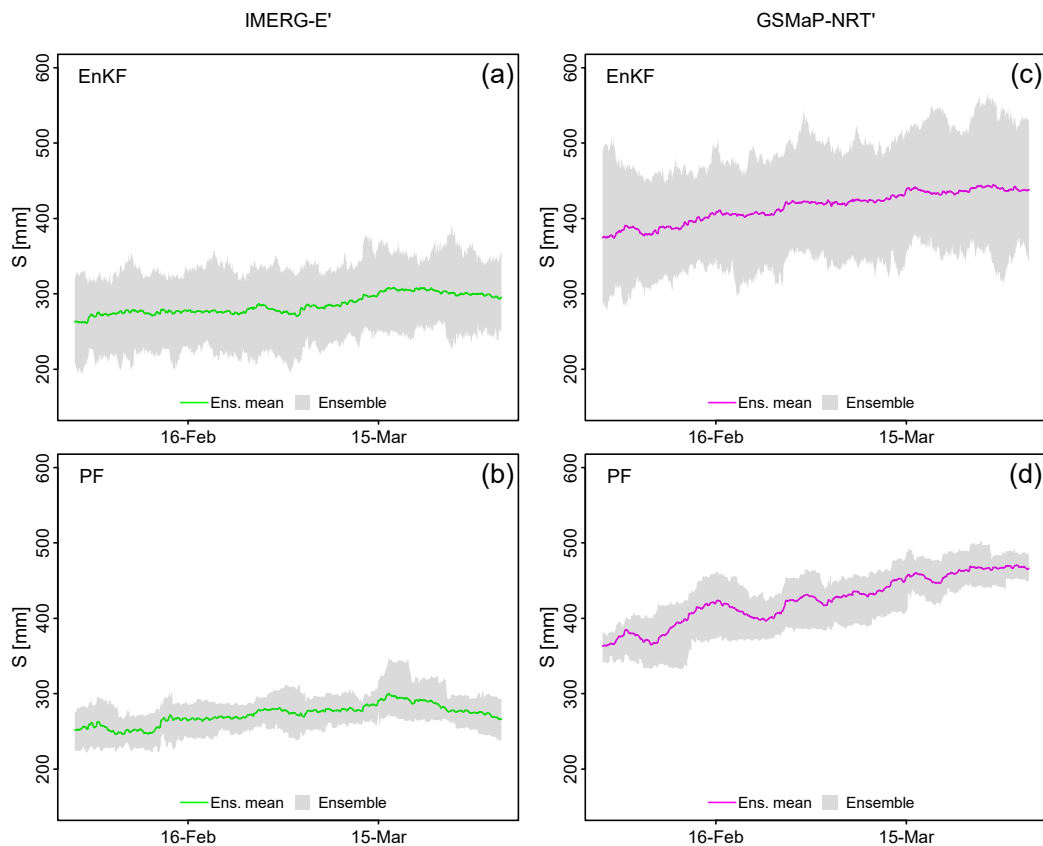 IMERG-E' GSMaP-NRT'
EnKF (a)
600
500
400
300
200
S [mm]
Ens. mean Ensemble
16-Feb 15-Mar
EnKF (c)
600
500
400
300
200
S [mm]
Ens. mean Ensemble
16-Feb 15-Mar
PF (b)
600
500
400
300
200
S [mm]
Ens. mean Ensemble
16-Feb 15-Mar
PF (d)
600
500
400
300
200
S [mm]
Ens. mean Ensemble
16-Feb 15-Mar